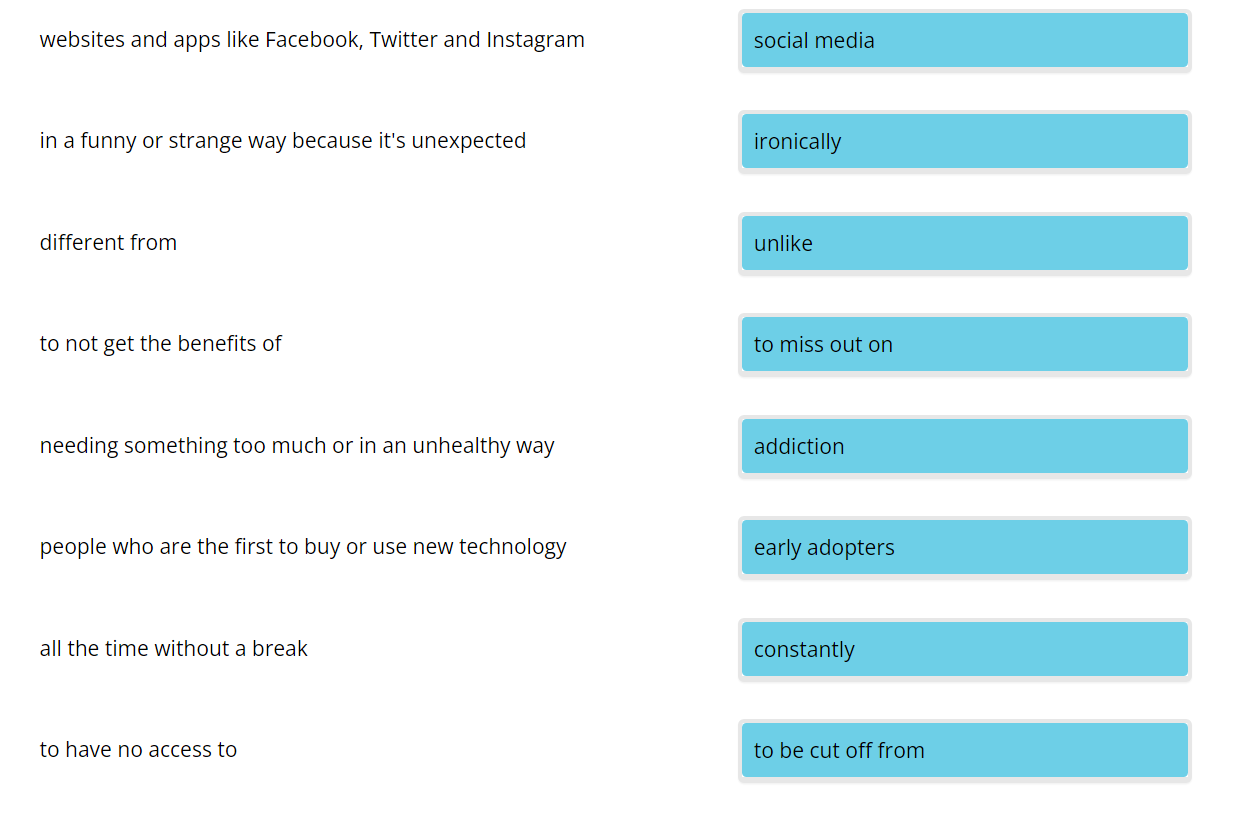 websites and apps like Facebook, Twitter and Instagram
social media
in a funny or strange way because it's unexpected
ironically
different from
unlike
to not get the benefits of
to miss out on
needing something too much or in an unhealthy way
addiction
people who are the first to buy or use new technology
early adopters
all the time without a break
constantly
to have no access to
to be cut off from